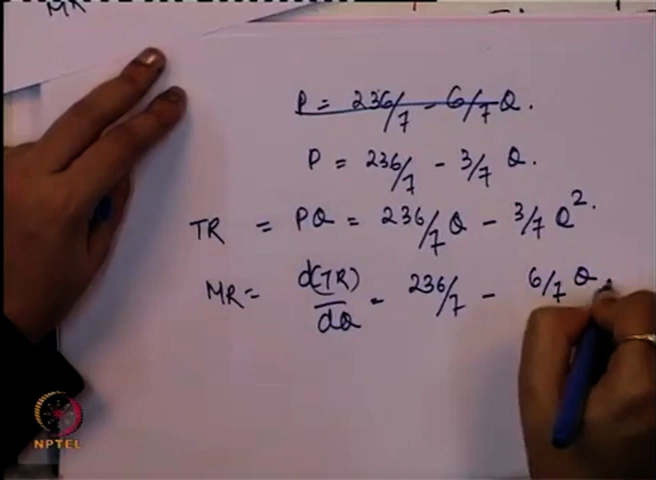 MR
P = 236/7 - 6/7 Q.
P = 236/7 - 3/7 Q.
TR = PQ = 236/7 Q - 3/7 Q².
MR = d(TR)/dQ = 236/7 - 6/7 Q.
NPTEL